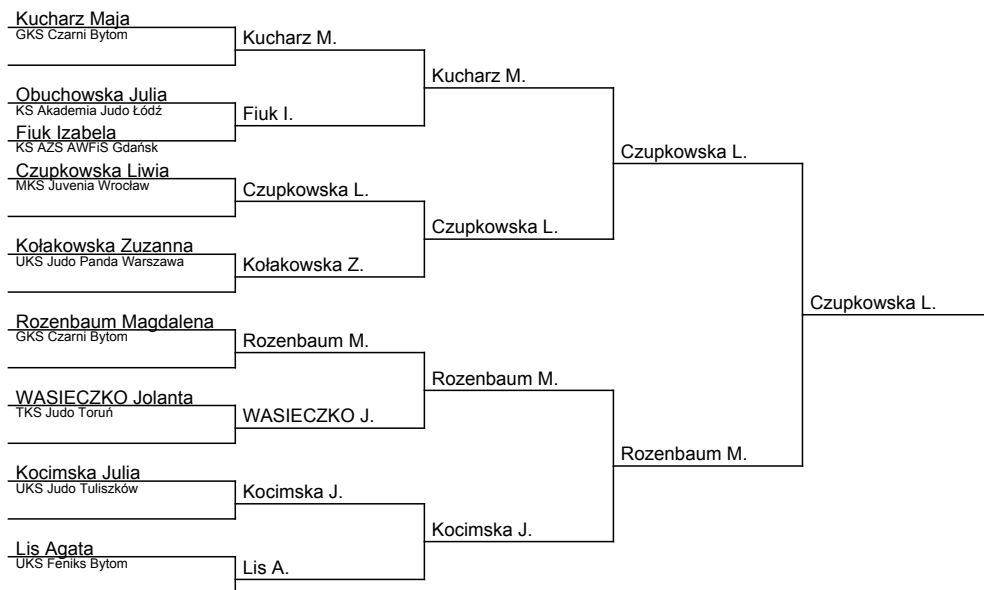 Kucharz Maja
GKS Czarni Bytom
Kucharz M.
Kucharz M.
Obuchowska Julia
KS Akademia Judo Łódź
Fiuk I.
Fiuk Izabela
KS AZS AWFiS Gdańsk
Czupkowska L.
Czupkowska Liwia
MKS Juvenia Wrocław
Czupkowska L.
Czupkowska L.
Kołakowska Zuzanna
UKS Judo Panda Warszawa
Kołakowska Z.
Czupkowska L.
Rozenbaum Magdalena
GKS Czarni Bytom
Rozenbaum M.
Rozenbaum M.
WASIECZKO Jolanta
TKS Judo Toruń
WASIECZKO J.
Rozenbaum M.
Kocimska Julia
UKS Judo Tuliszków
Kocimska J.
Kocimska J.
Lis Agata
UKS Feniks Bytom
Lis A.